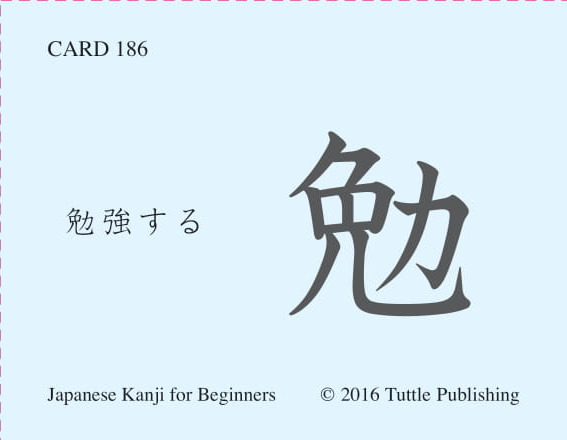 CARD 186
勉強する
勉
Japanese Kanji for Beginners © 2016 Tuttle Publishing